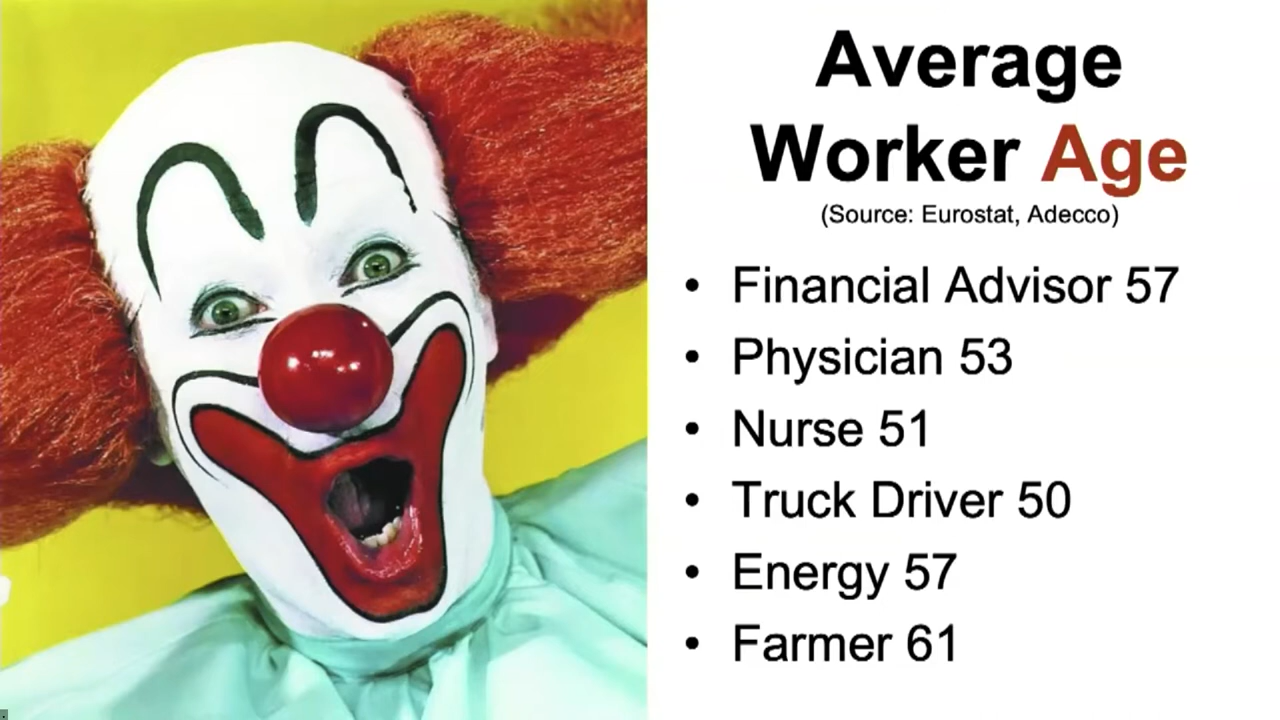 Average
Worker Age
(Source: Eurostat, Adecco)
• Financial Advisor 57
• Physician 53
• Nurse 51
• Truck Driver 50
• Energy 57
• Farmer 61